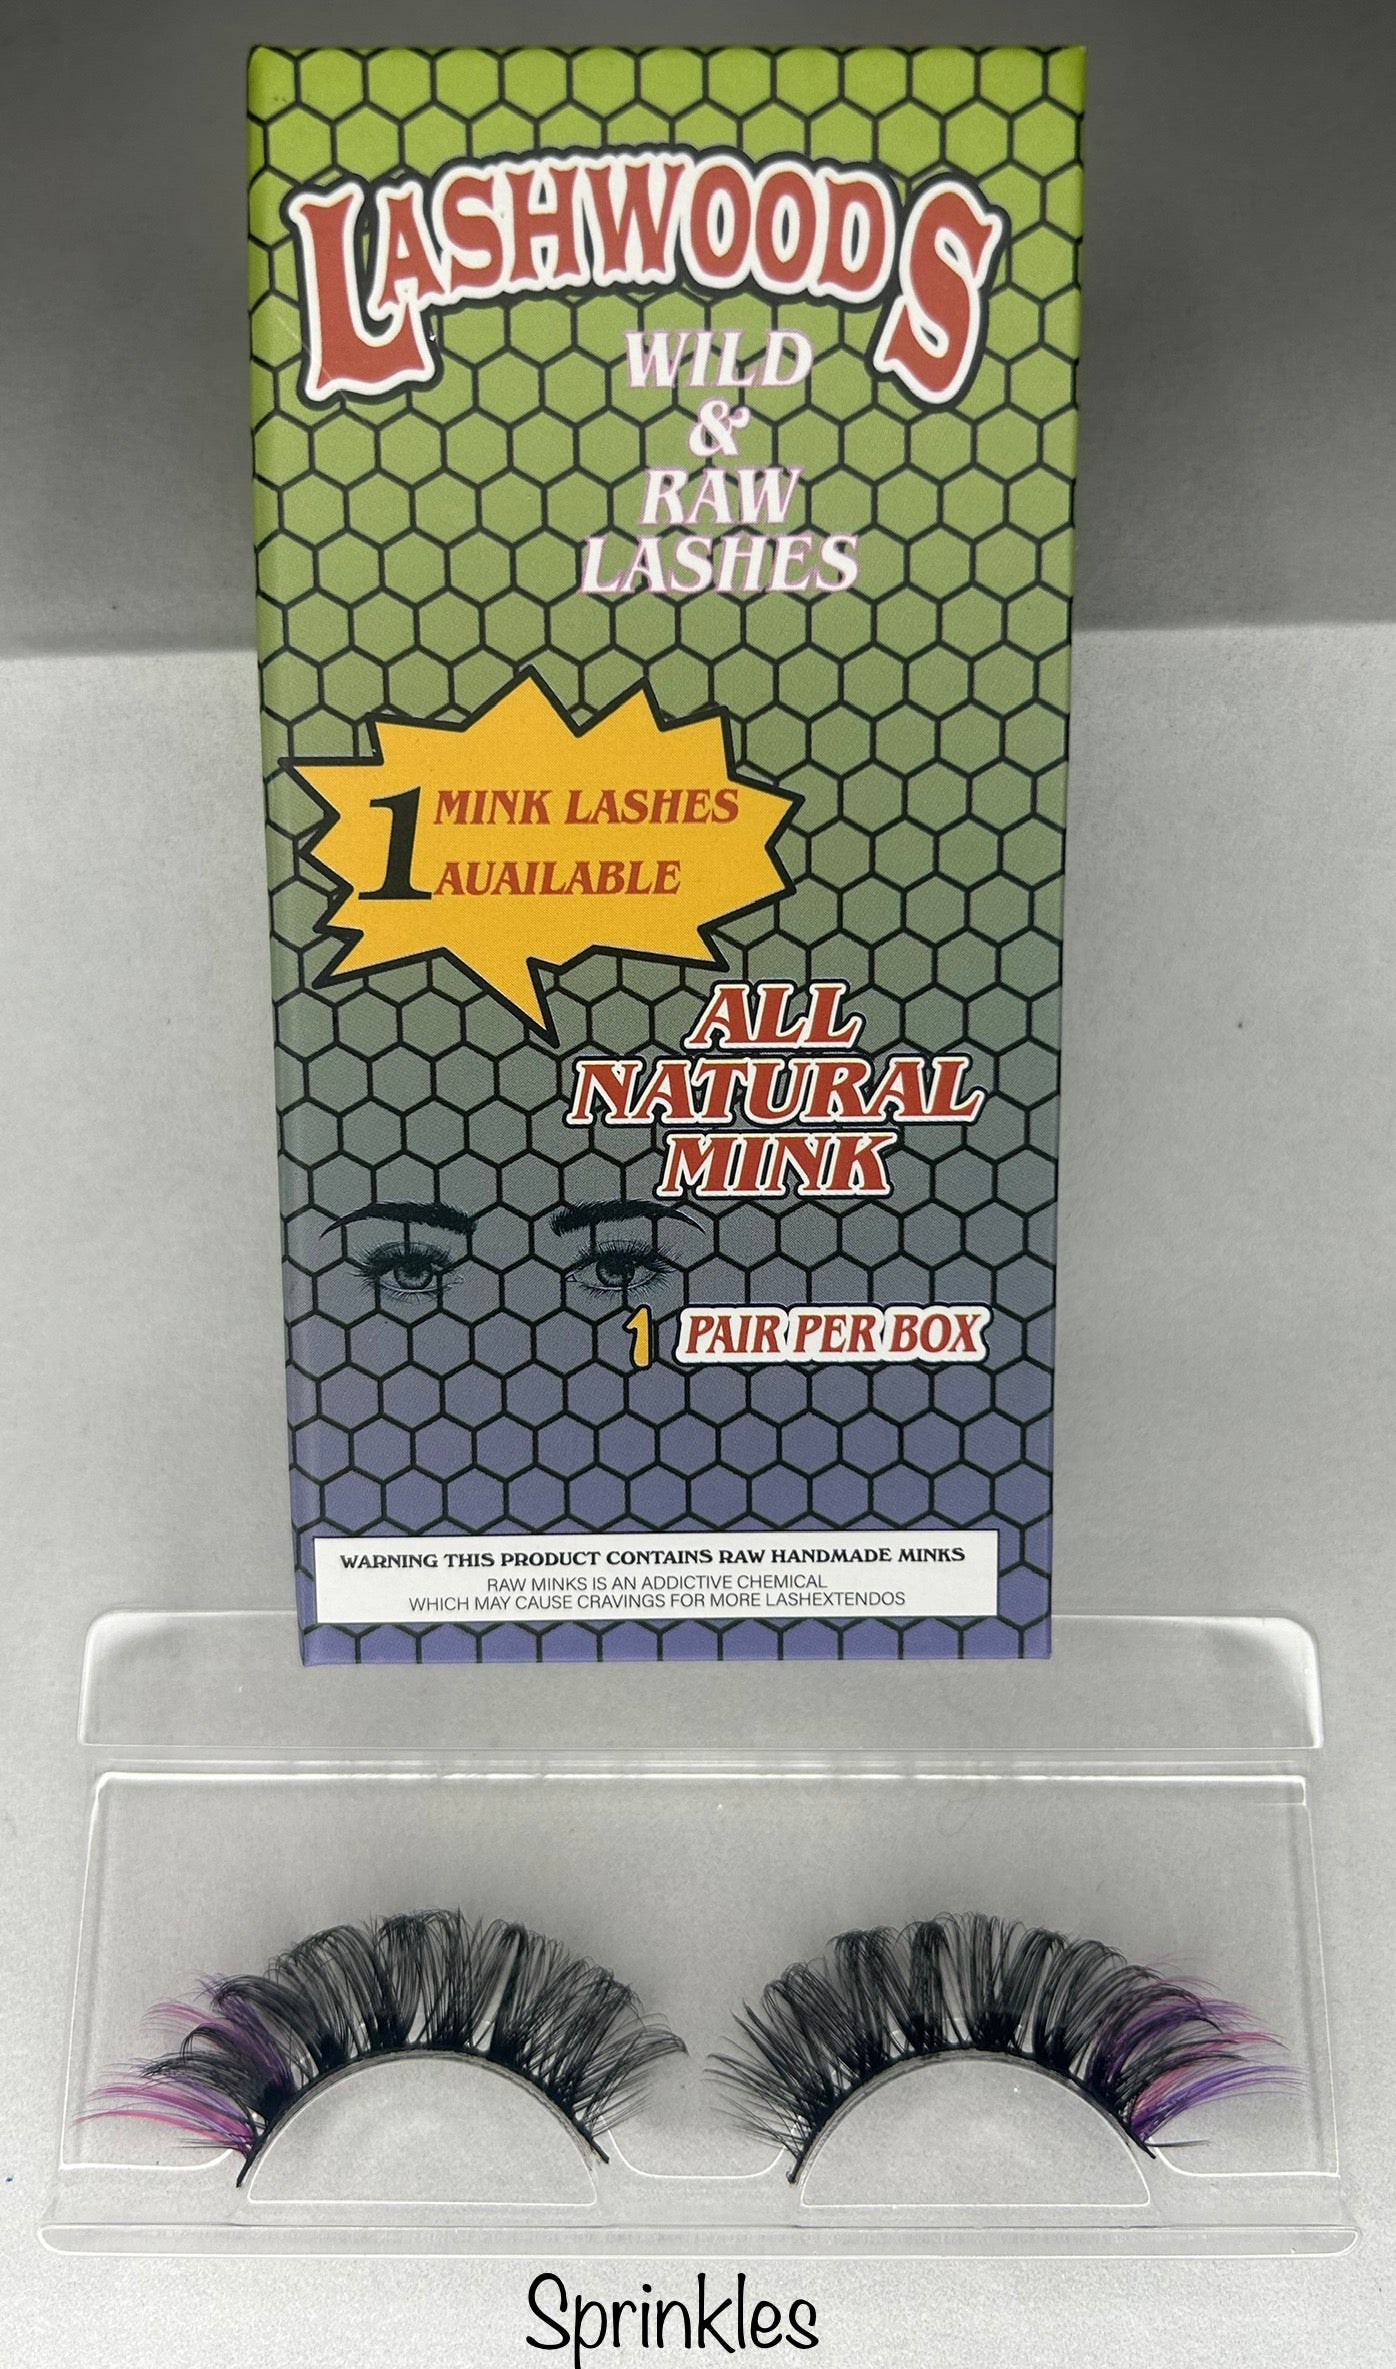 LASHWOODS
WILD
&
RAW
LASHES
1 MINK LASHES
AUAILABLE
ALL
NATURAL
MINK
1 PAIR PER BOX
WARNING THIS PRODUCT CONTAINS RAW HANDMADE MINKS
RAW MINKS IS AN ADDICTIVE CHEMICAL
WHICH MAY CAUSE CRAVINGS FOR MORE LASHEXTENDOS
Sprinkles